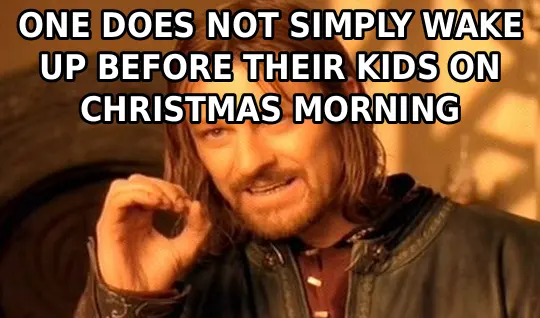 ONE DOES NOT SIMPLY WAKE
UP BEFORE THEIR KIDS ON
CHRISTMAS MORNING